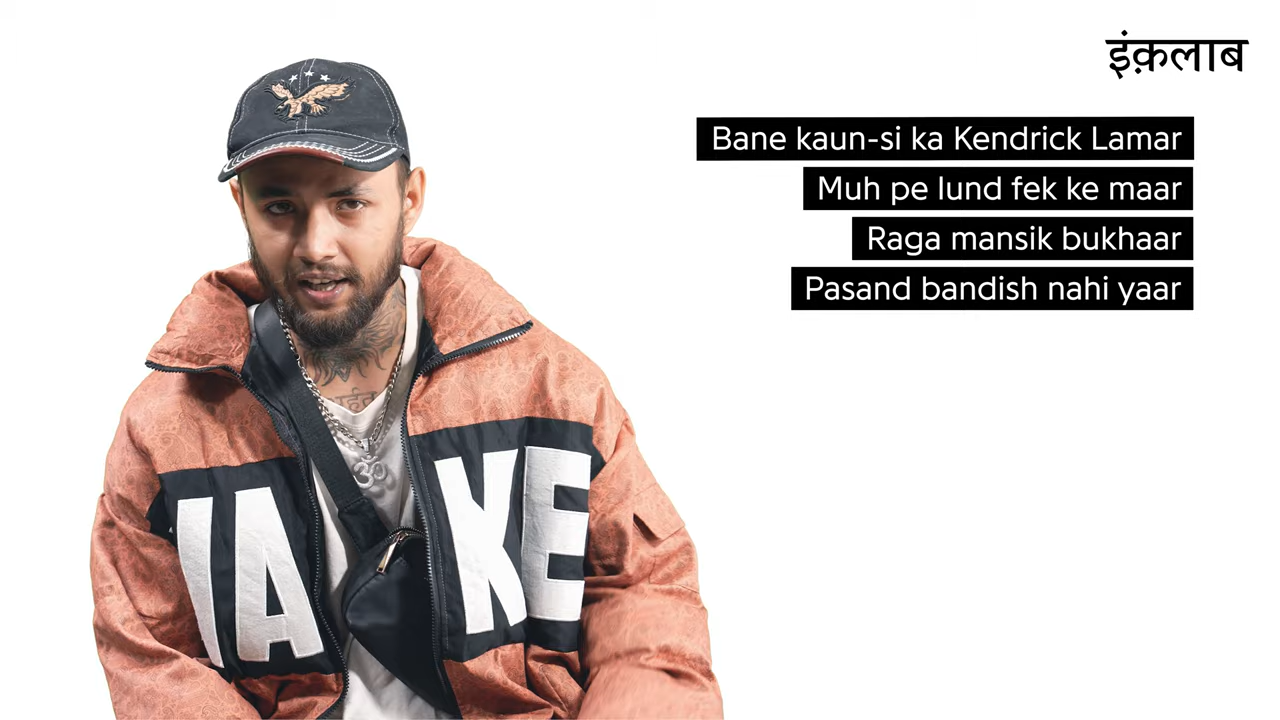 इंक़लाब
Bane kaun-si ka Kendrick Lamar
Muh pe lund fek ke maar
Raga mansik bukhaar
Pasand bandish nahi yaar
KE